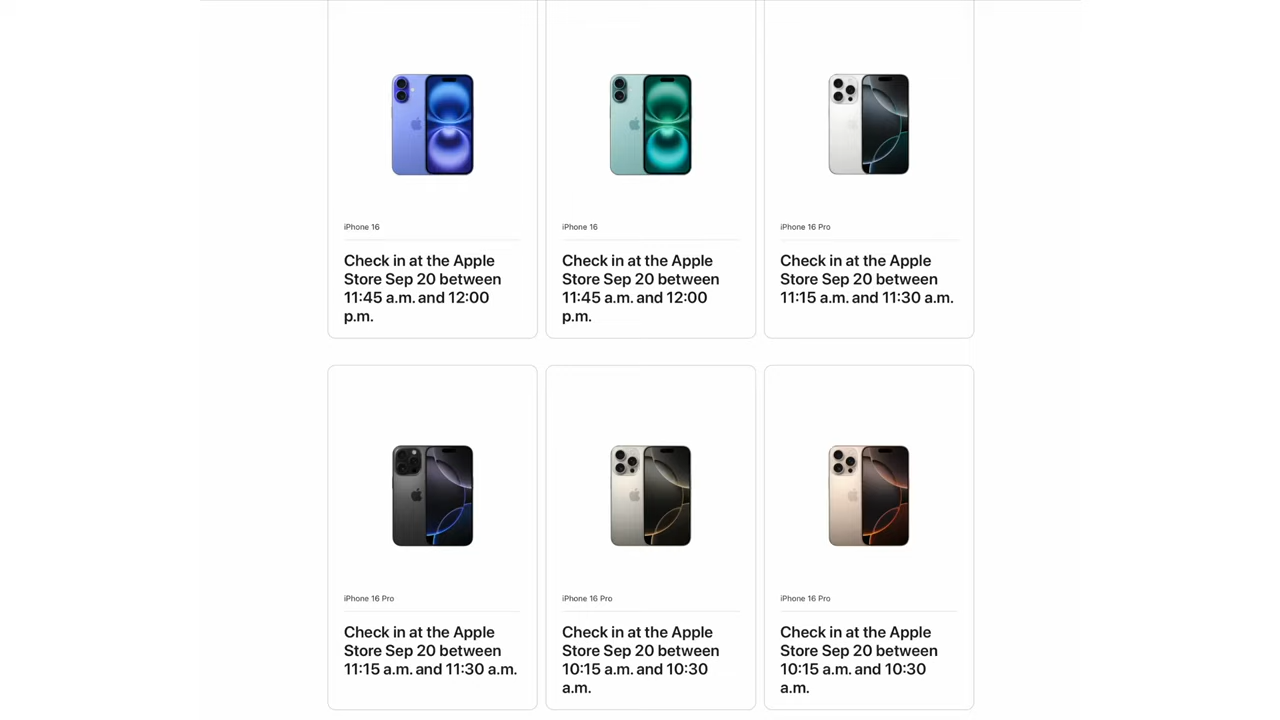 iPhone 16
Check in at the Apple
Store Sep 20 between
11:45 a.m. and 12:00
p.m.
iPhone 16
Check in at the Apple
Store Sep 20 between
11:45 a.m. and 12:00
p.m.
iPhone 16 Pro
Check in at the Apple
Store Sep 20 between
11:15 a.m. and 11:30 a.m.
iPhone 16 Pro
Check in at the Apple
Store Sep 20 between
11:15 a.m. and 11:30 a.m.
iPhone 16 Pro
Check in at the Apple
Store Sep 20 between
10:15 a.m. and 10:30
a.m.
iPhone 16 Pro
Check in at the Apple
Store Sep 20 between
10:15 a.m. and 10:30
a.m.